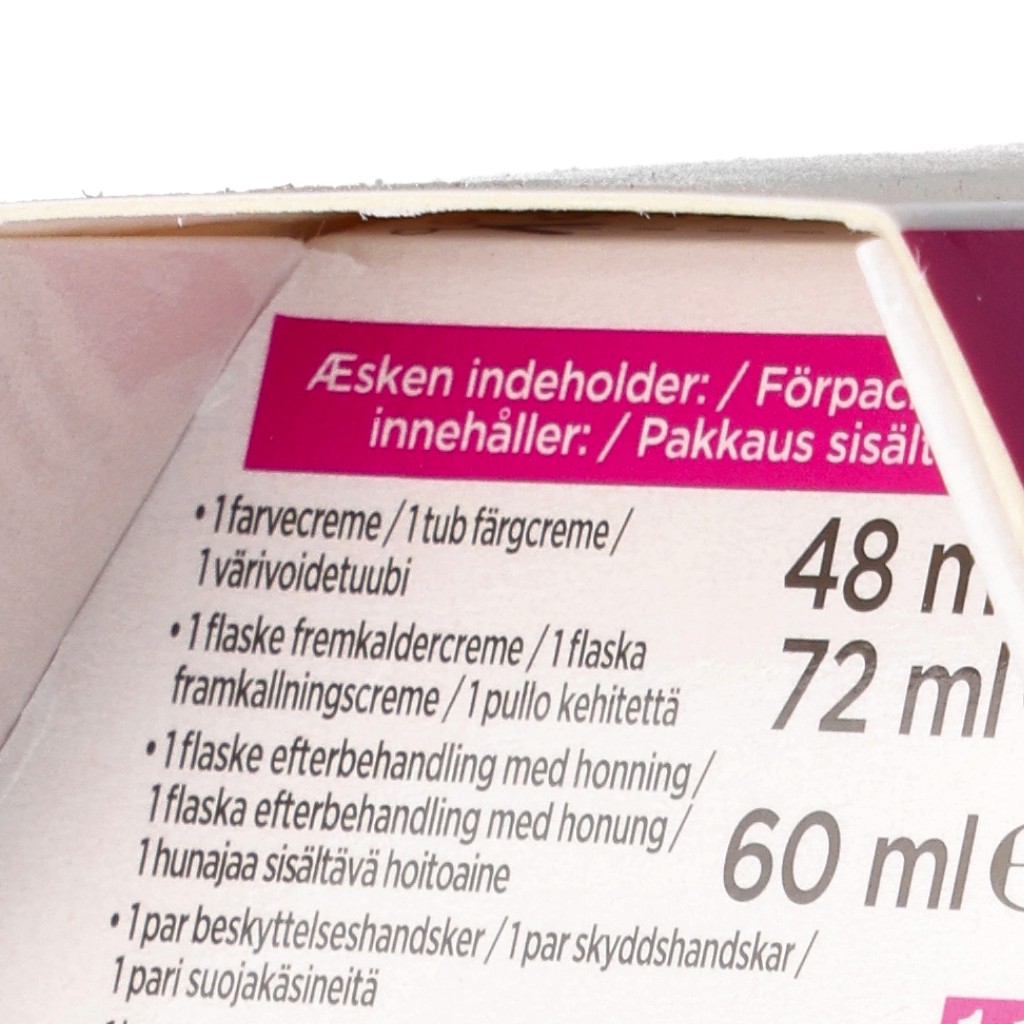 Æsken indeholder: / 
innehåller: / Pakkaus
• 1 farvecreme / 1 tub färgcreme /
1 värivoidetuubi
48
• 1 flaske fremkaldercreme / 1 flaska
framkallningscreme / 1 pullo kehitettä
72 ml
• 1 flaske efterbehandling med honning /
1 flaska efterbehandling med honung /
1 hunajaa sisältävä hoitoaine
60 ml e
• 1 par beskyttelseshandsker / 1 par skyddshandskar /
1 pari suojakäsineitä